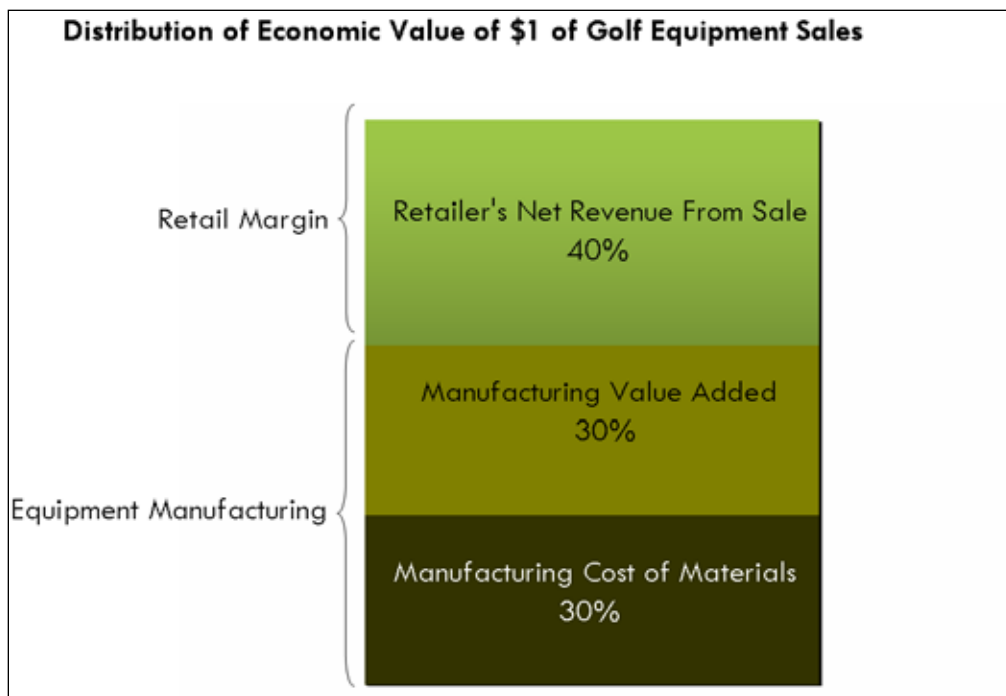 Distribution of Economic Value of $1 of Golf Equipment Sales
Retail Margin
Retailer's Net Revenue From Sale
40%
Manufacturing Value Added
30%
Equipment Manufacturing
Manufacturing Cost of Materials
30%